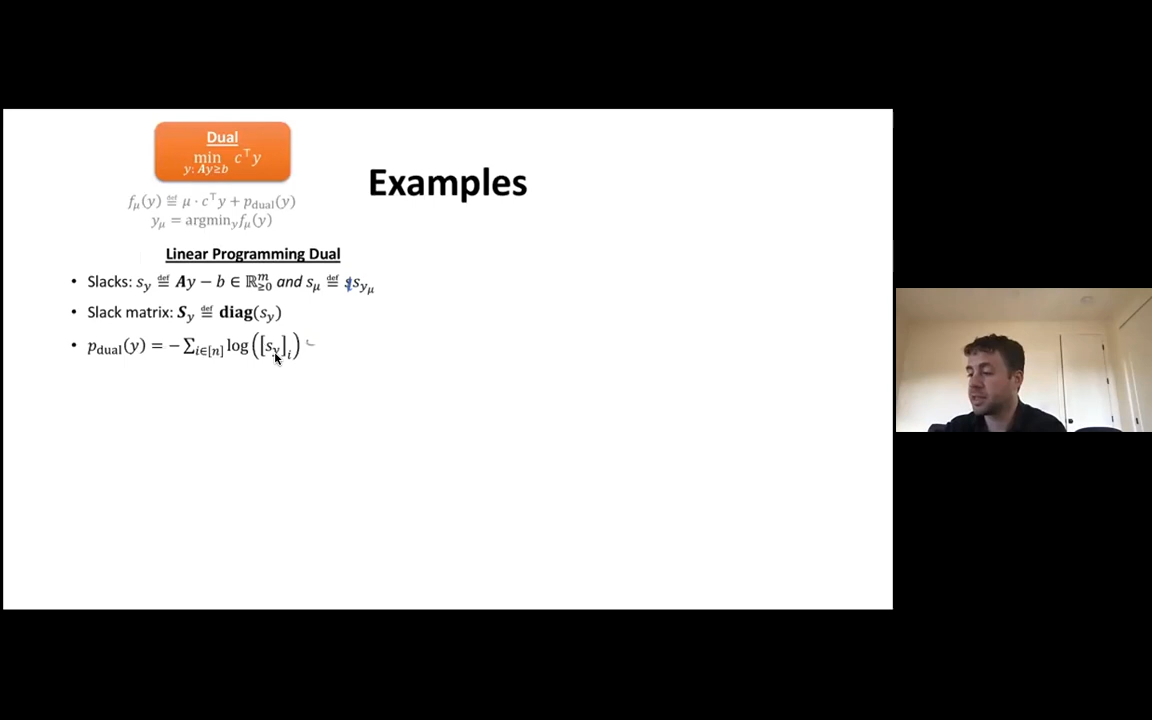 Dual
min c⊤y
y: Ay≥b
Examples
f_μ(y) ≝ μ · c⊤y + p_dual(y)
y_μ = argmin_y f_μ(y)
Linear Programming Dual
• Slacks: s_y ≝ Ay − b ∈ ℝ^m_≥0 and s_μ ≝ s_{y_μ}
• Slack matrix: S_y ≝ diag(s_y)
• p_dual(y) = − ∑_{i∈[n]} log([s_y]_i)